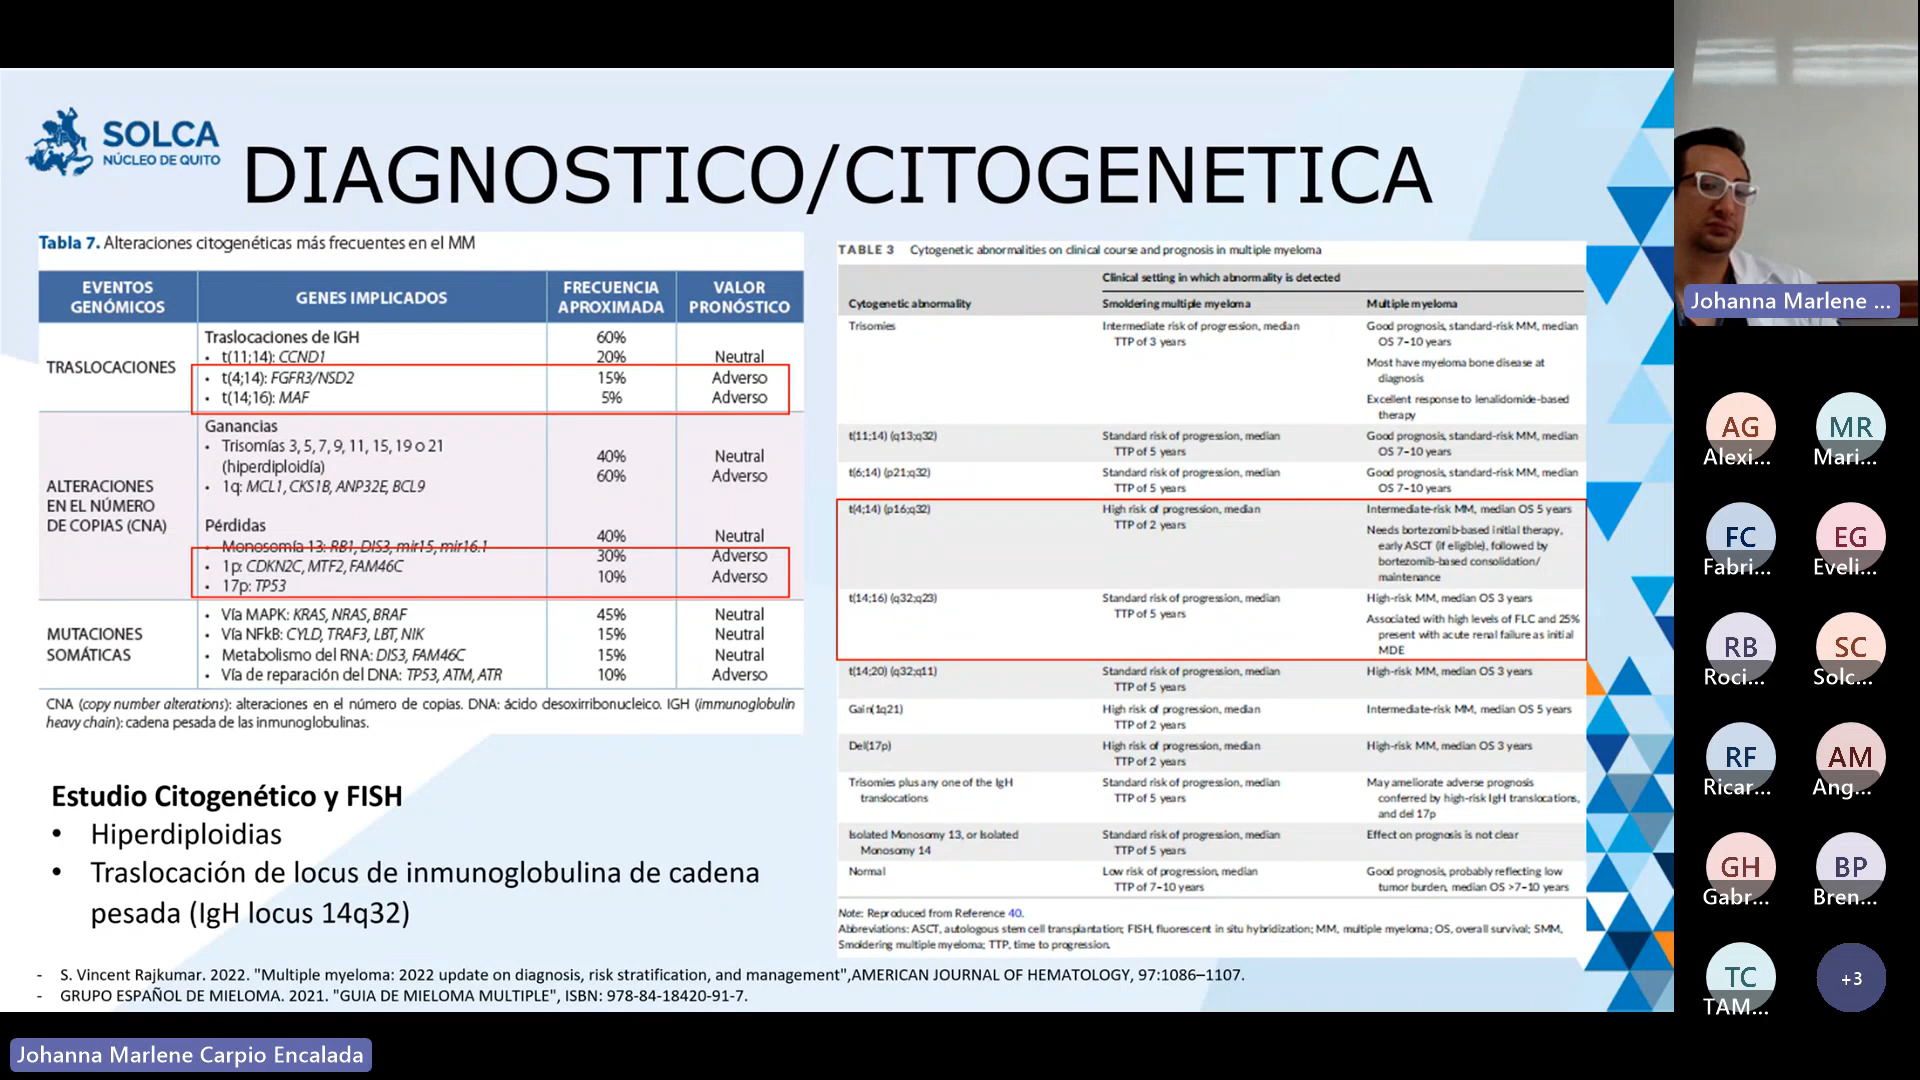 SOLCA
NÚCLEO DE QUITO
DIAGNOSTICO/CITOGENETICA
Tabla 7. Alteraciones citogenéticas más frecuentes en el MM
EVENTOS GENÓMICOS
GENES IMPLICADOS
FRECUENCIA APROXIMADA
VALOR PRONÓSTICO
TRASLOCACIONES
Traslocaciones de IGH 60%
• t(11;14): CCND1 20% Neutral
• t(4;14): FGFR3/NSD2 15% Adverso
• t(14;16): MAF 5% Adverso
ALTERACIONES
EN EL NÚMERO
DE COPIAS (CNA)
Ganancias
• Trisomías 3, 5, 7, 9, 11, 15, 19 o 21
(hiperdiploidía) 40% Neutral
• 1q: MCL1, CKS1B, ANP32E, BCL9 60% Adverso
Pérdidas
• Monosomía 13: RB1, DIS3, mir15, mir16.1 40% Neutral
• 1p: CDKN2C, MTF2, FAM46C 30% Adverso
• 17p: TP53 10% Adverso
MUTACIONES
SOMÁTICAS
• Vía MAPK: KRAS, NRAS, BRAF 45% Neutral
• Vía NFkB: CYLD, TRAF3, LBT, NIK 15% Neutral
• Metabolismo del RNA: DIS3, FAM46C 15% Neutral
• Vía de reparación del DNA: TP53, ATM, ATR 10% Adverso
CNA (copy number alterations): alteraciones en el número de copias. DNA: ácido desoxirribonucleico. IGH (immunoglobulin
heavy chain): cadena pesada de las inmunoglobulinas.
Estudio Citogenético y FISH
• Hiperdiploidias
• Traslocación de locus de inmunoglobulina de cadena
pesada (IgH locus 14q32)
TABLE 3 Cytogenetic abnormalities on clinical course and prognosis in multiple myeloma
Clinical setting in which abnormality is detected
Cytogenetic abnormality Smoldering multiple myeloma Multiple myeloma
Trisomies Intermediate risk of progression, median Good prognosis, standard-risk MM, median
TTP of 3 years OS 7–10 years
Most have myeloma bone disease at
diagnosis
Excellent response to lenalidomide-based
therapy
t(11;14) (q13;q32) Standard risk of progression, median Good prognosis, standard-risk MM, median
TTP of 5 years OS 7–10 years
t(6;14) (p21;q32) Standard risk of progression, median Good prognosis, standard-risk MM, median
TTP of 5 years OS 7–10 years
t(4;14) (p16;q32) High risk of progression, median Intermediate-risk MM, median OS 5 years
TTP of 2 years Needs bortezomib-based initial therapy,
early ASCT (if eligible), followed by
bortezomib-based consolidation/
maintenance
t(14;16) (q32;q23) Standard risk of progression, median High-risk MM, median OS 3 years
TTP of 5 years Associated with high levels of FLC and 25%
present with acute renal failure as initial
MDE
t(14;20) (q32;q11) Standard risk of progression, median High-risk MM, median OS 3 years
TTP of 5 years
Gain(1q21) High risk of progression, median Intermediate-risk MM, median OS 5 years
TTP of 2 years
Del(17p) High risk of progression, median High-risk MM, median OS 3 years
TTP of 2 years
Trisomies plus any one of the IgH Standard risk of progression, median May ameliorate adverse prognosis
translocations TTP of 5 years conferred by high-risk IgH translocations,
and del 17p
Isolated Monosomy 13, or Isolated Standard risk of progression, median Effect on prognosis is not clear
Monosomy 14 TTP of 5 years
Normal Low risk of progression, median Good prognosis, probably reflecting low
TTP of 7–10 years tumor burden, median OS >7–10 years
Note: Reproduced from Reference 40.
Abbreviations: ASCT, autologous stem cell transplantation; FISH, fluorescent in situ hybridization; MM, multiple myeloma; OS, overall survival; SMM,
Smoldering multiple myeloma; TTP, time to progression.
- S. Vincent Rajkumar. 2022. "Multiple myeloma: 2022 update on diagnosis, risk stratification, and management",AMERICAN JOURNAL OF HEMATOLOGY, 97:1086–1107.
- GRUPO ESPAÑOL DE MIELOMA. 2021. "GUIA DE MIELOMA MULTIPLE", ISBN: 978-84-18420-91-7.
Johanna Marlene Carpio Encalada
Johanna Marlene ...
AG MR
Alexi... Mari...
FC EG
Fabri... Eveli...
RB SC
Roci... Solc...
RF AM
Ricar... Ang...
GH BP
Gabr... Bren...
TC +3
TAM...